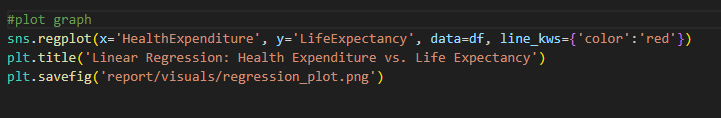 #plot graph
sns.regplot(x='HealthExpenditure', y='LifeExpectancy', data=df, line_kws={'color':'red'})
plt.title('Linear Regression: Health Expenditure vs. Life Expectancy')
plt.savefig('report/visuals/regression_plot.png')